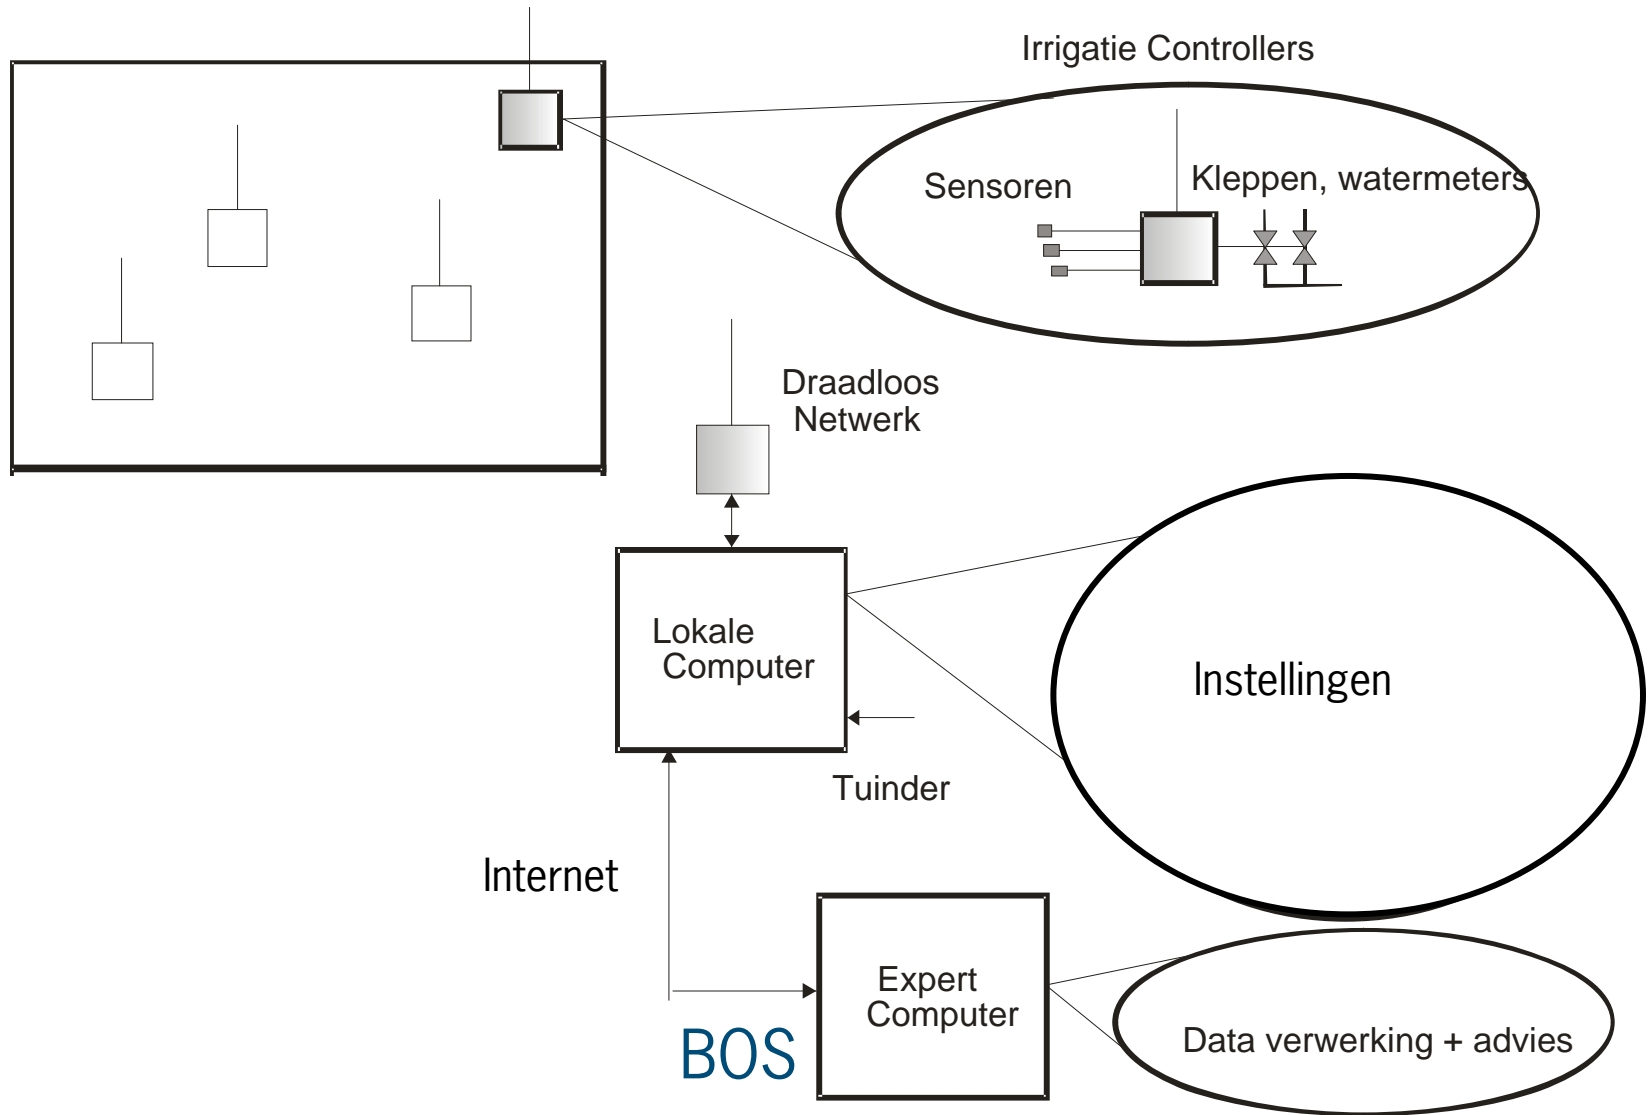 Irrigatie Controllers
Sensoren
Kleppen, watermeters
Draadloos
Netwerk
Lokale
Computer
Instellingen
Tuinder
Internet
Expert
Computer
BOS
Data verwerking + advies